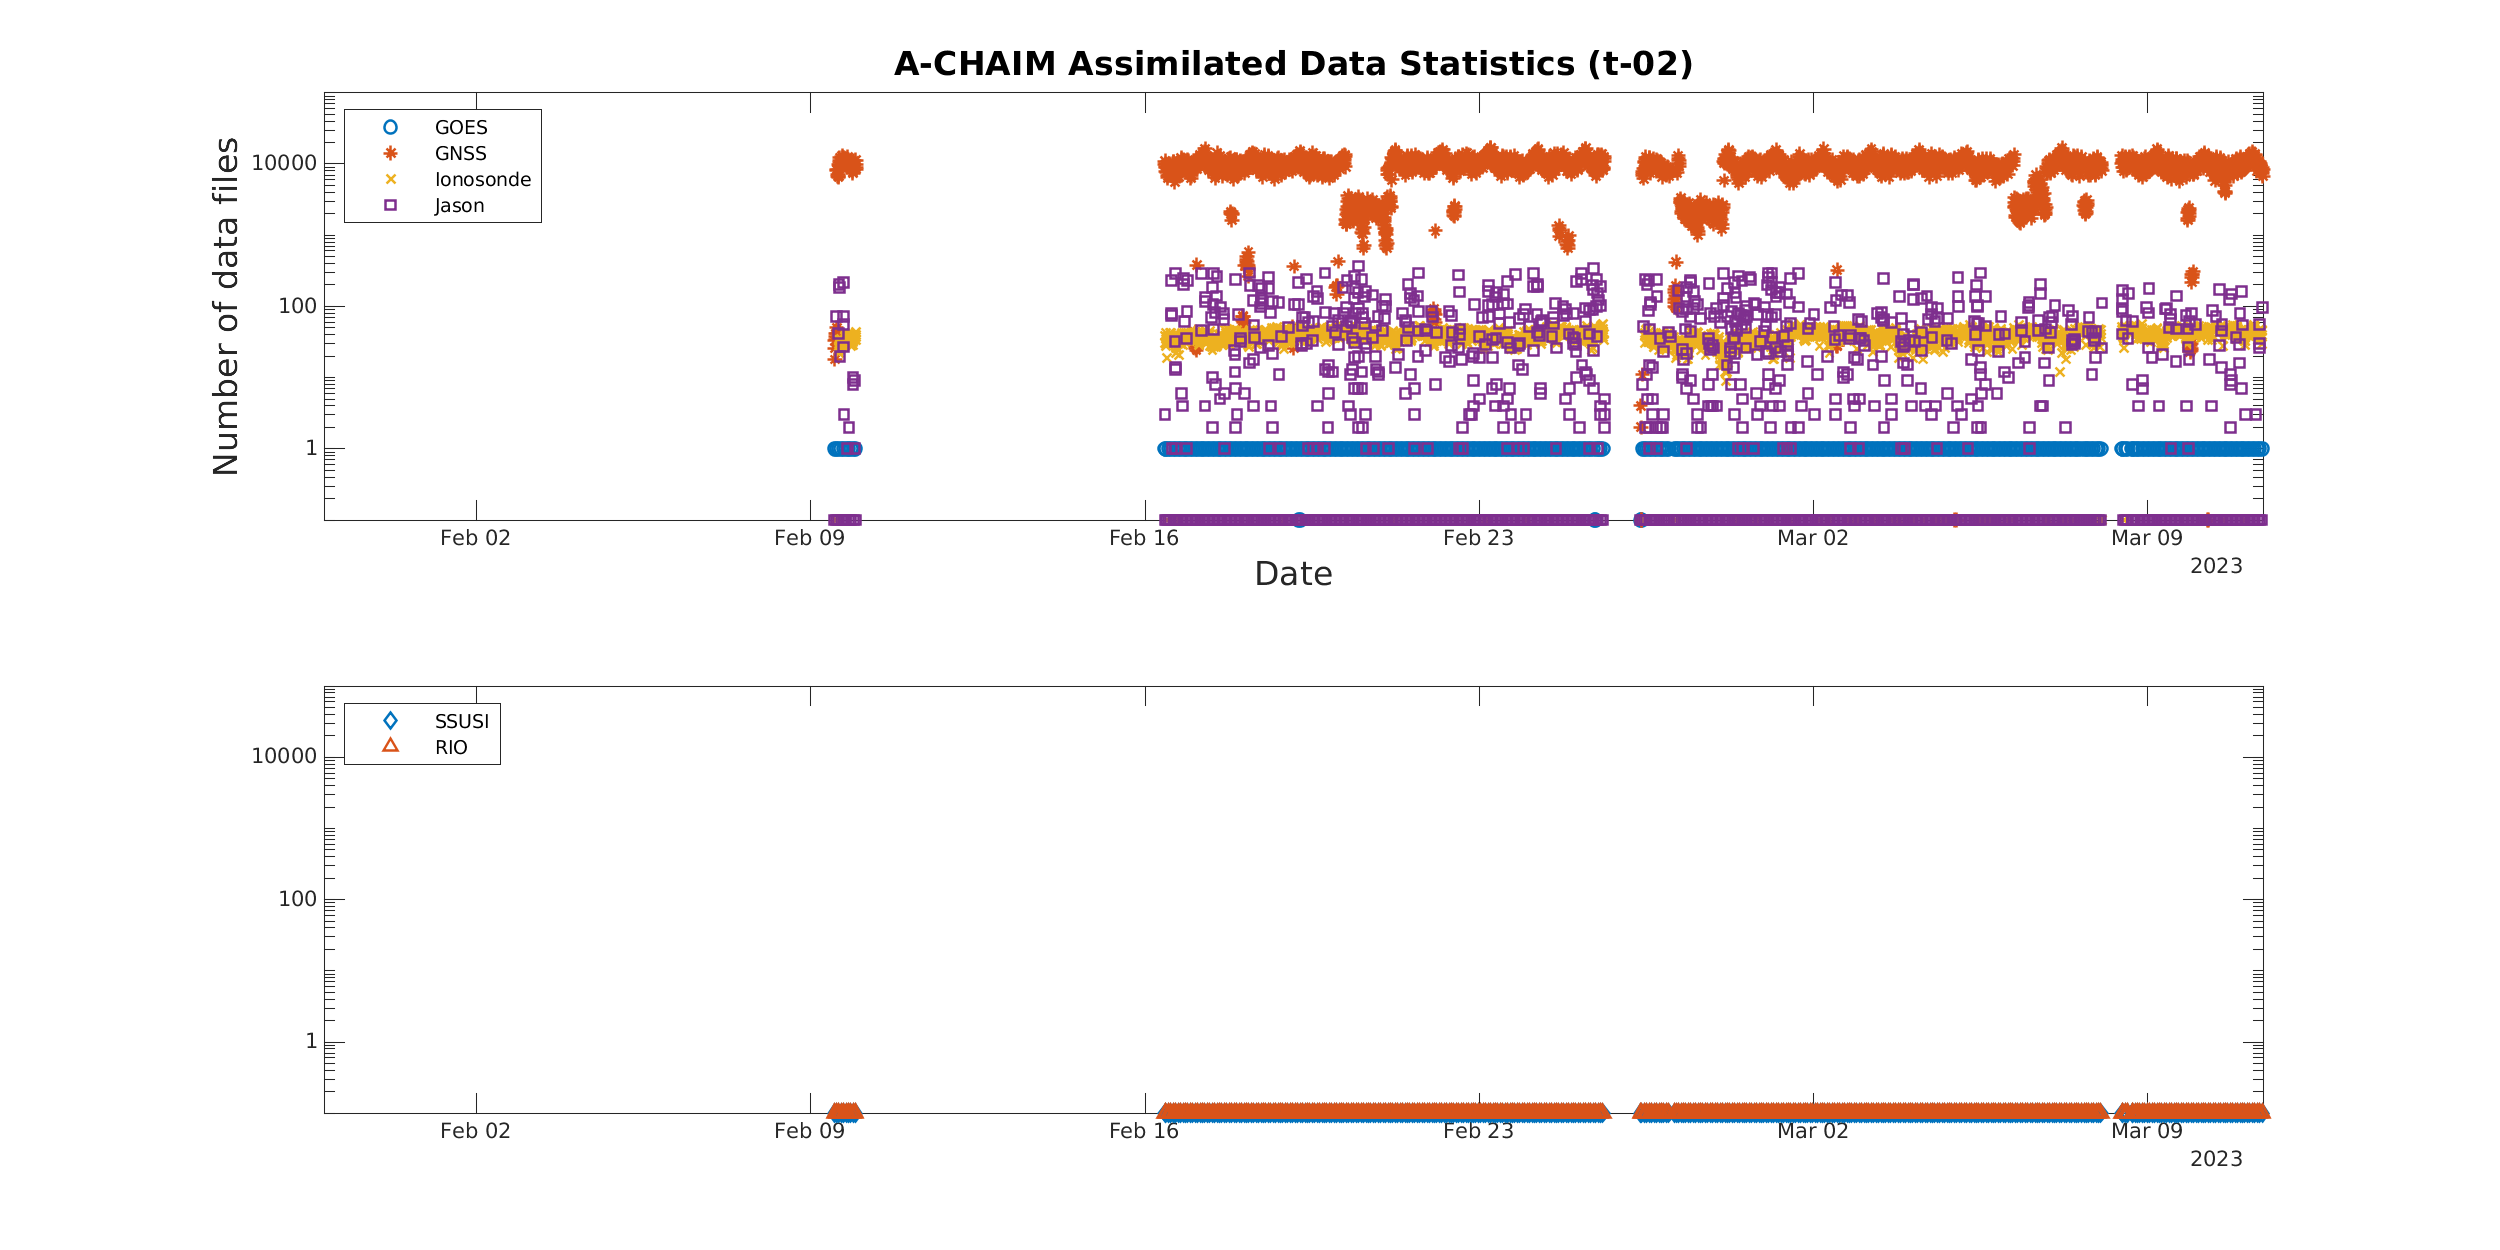 A-CHAIM Assimilated Data Statistics (t-02)
GOES
GNSS
Ionosonde
Jason
10000
100
1
Number of data files
Feb 02
Feb 09
Feb 16
Feb 23
Mar 02
Mar 09
2023
Date
SSUSI
RIO
10000
100
1
Feb 02
Feb 09
Feb 16
Feb 23
Mar 02
Mar 09
2023